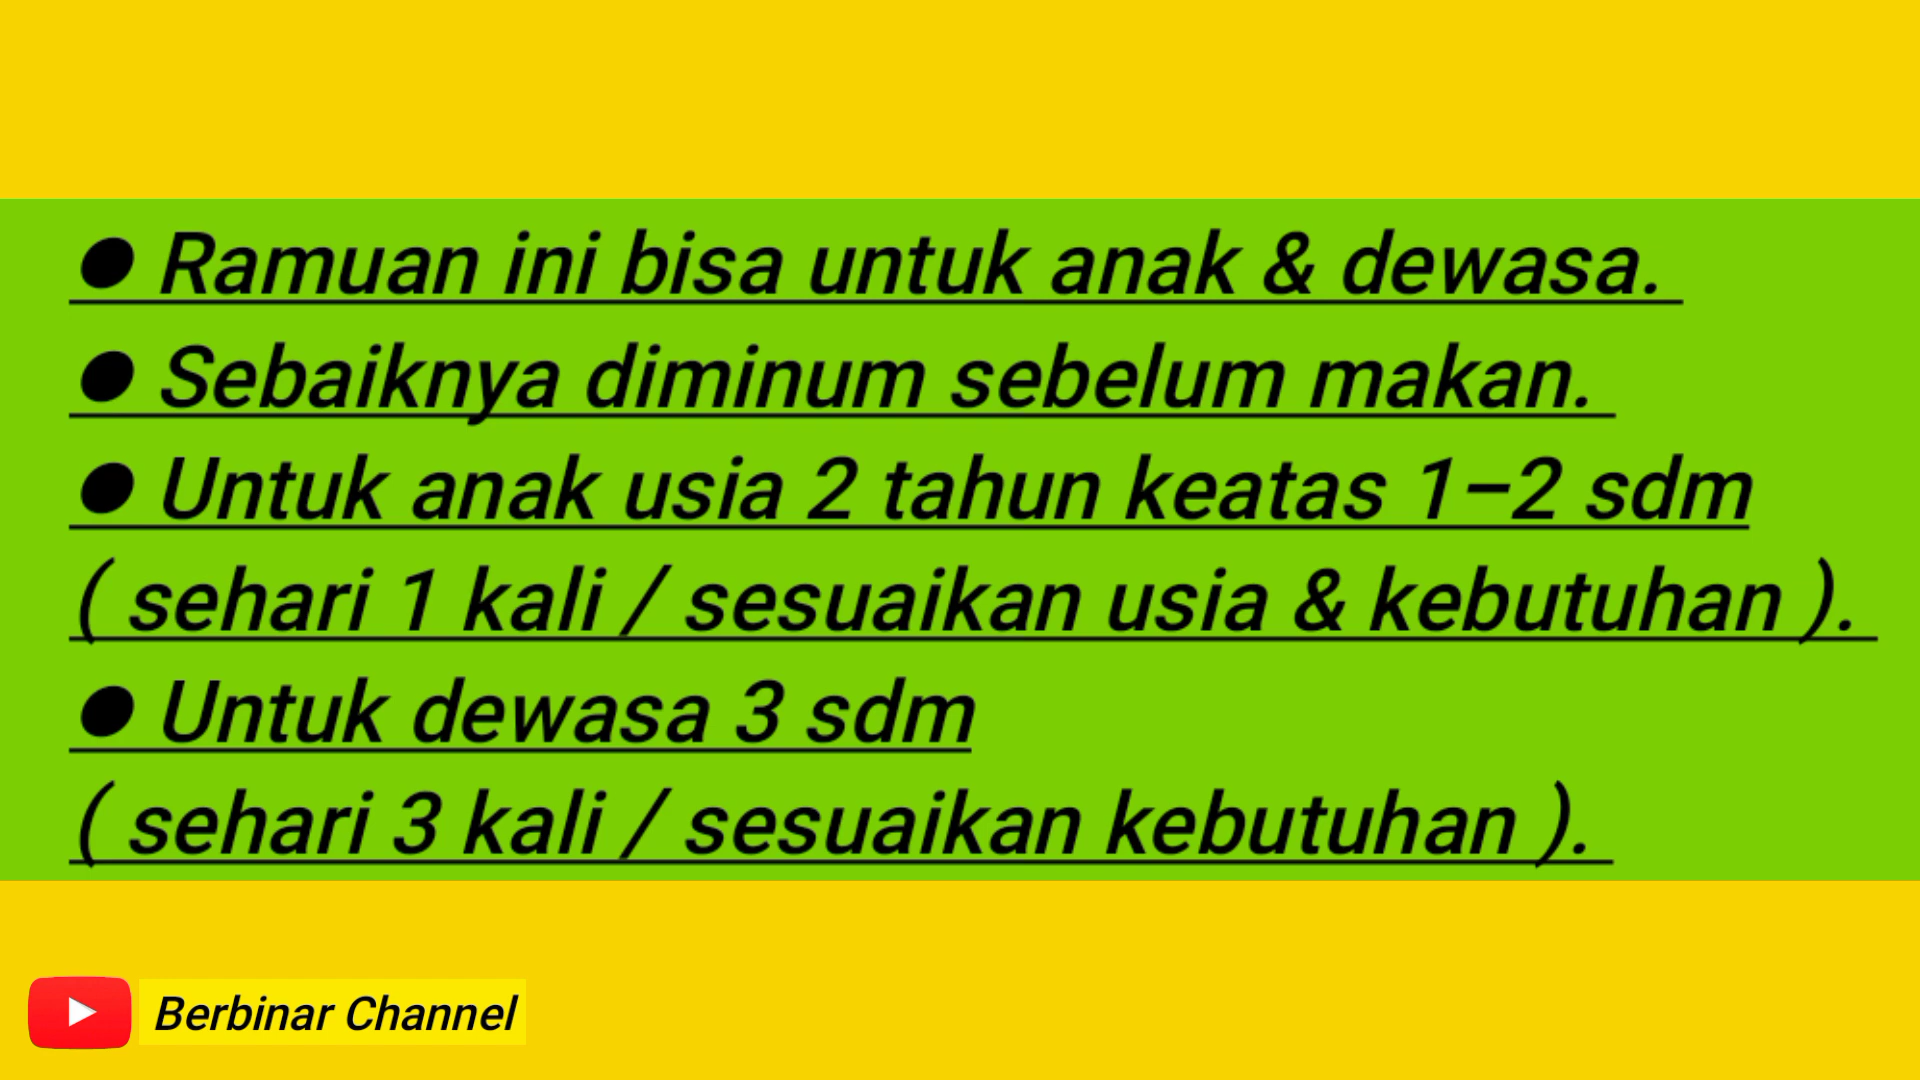 ● Ramuan ini bisa untuk anak & dewasa.
● Sebaiknya diminum sebelum makan.
● Untuk anak usia 2 tahun keatas 1–2 sdm
( sehari 1 kali / sesuaikan usia & kebutuhan ).
● Untuk dewasa 3 sdm
( sehari 3 kali / sesuaikan kebutuhan ).
Berbinar Channel